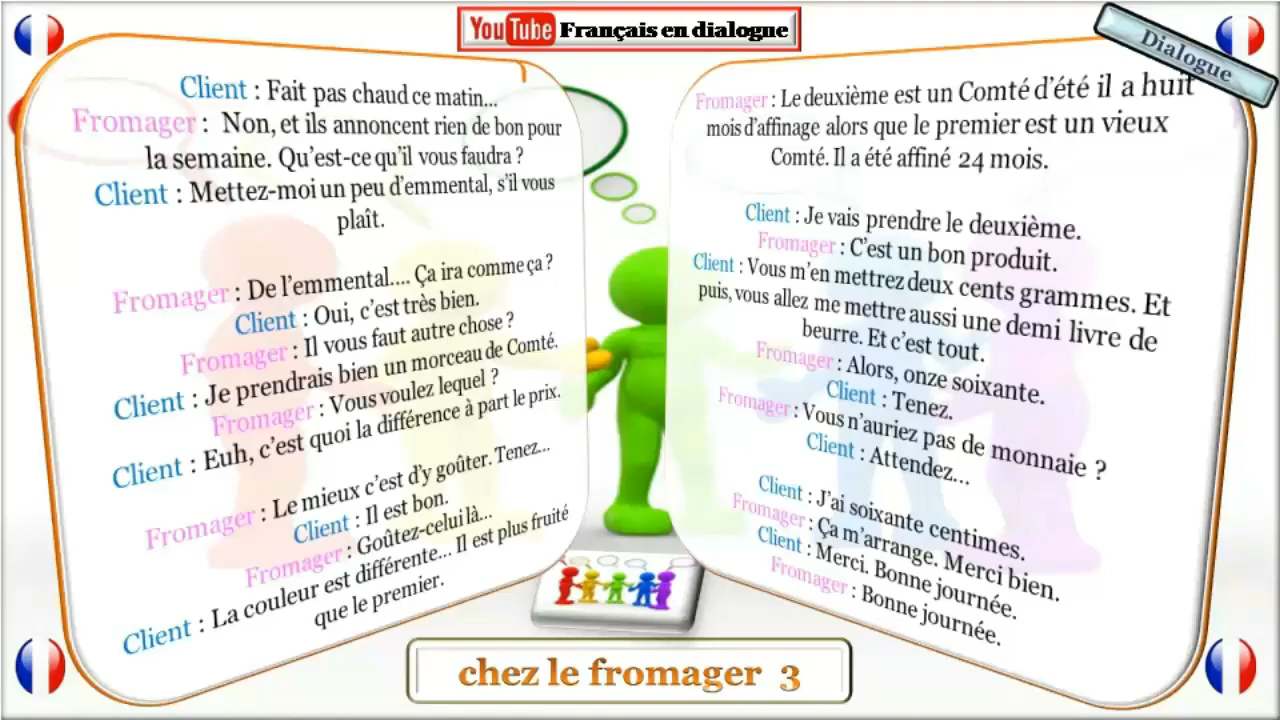 YouTube Français en dialogue
Dialogue
Client : Fait pas chaud ce matin...
Fromager : Non, et ils annoncent rien de bon pour
la semaine. Qu'est-ce qu'il vous faudra ?
Client : Mettez-moi un peu d'emmental, s'il vous
plaît.
Fromager : De l'emmental.... Ça ira comme ça ?
Client : Oui, c'est très bien.
Fromager : Il vous faut autre chose ?
Client : Je prendrais bien un morceau de Comté.
Fromager : Vous voulez lequel ?
Client : Euh, c'est quoi la différence à part le prix.
Fromager : Le mieux c'est d'y goûter. Tenez...
Client : Il est bon.
Fromager : Goûtez-celui là...
Client : La couleur est différente... Il est plus fruité
que le premier.
Fromager : Le deuxième est un Comté d'été il a huit
mois d'affinage alors que le premier est un vieux
Comté. Il a été affiné 24 mois.
Client : Je vais prendre le deuxième.
Fromager : C'est un bon produit.
Client : Vous m'en mettrez deux cents grammes. Et
puis, vous allez me mettre aussi une demi livre de
beurre. Et c'est tout.
Fromager : Alors, onze soixante.
Client : Tenez.
Fromager : Vous n'auriez pas de monnaie ?
Client : Attendez...
Client : J'ai soixante centimes.
Fromager : Ça m'arrange. Merci bien.
Client : Merci. Bonne journée.
Fromager : Bonne journée.
chez le fromager 3